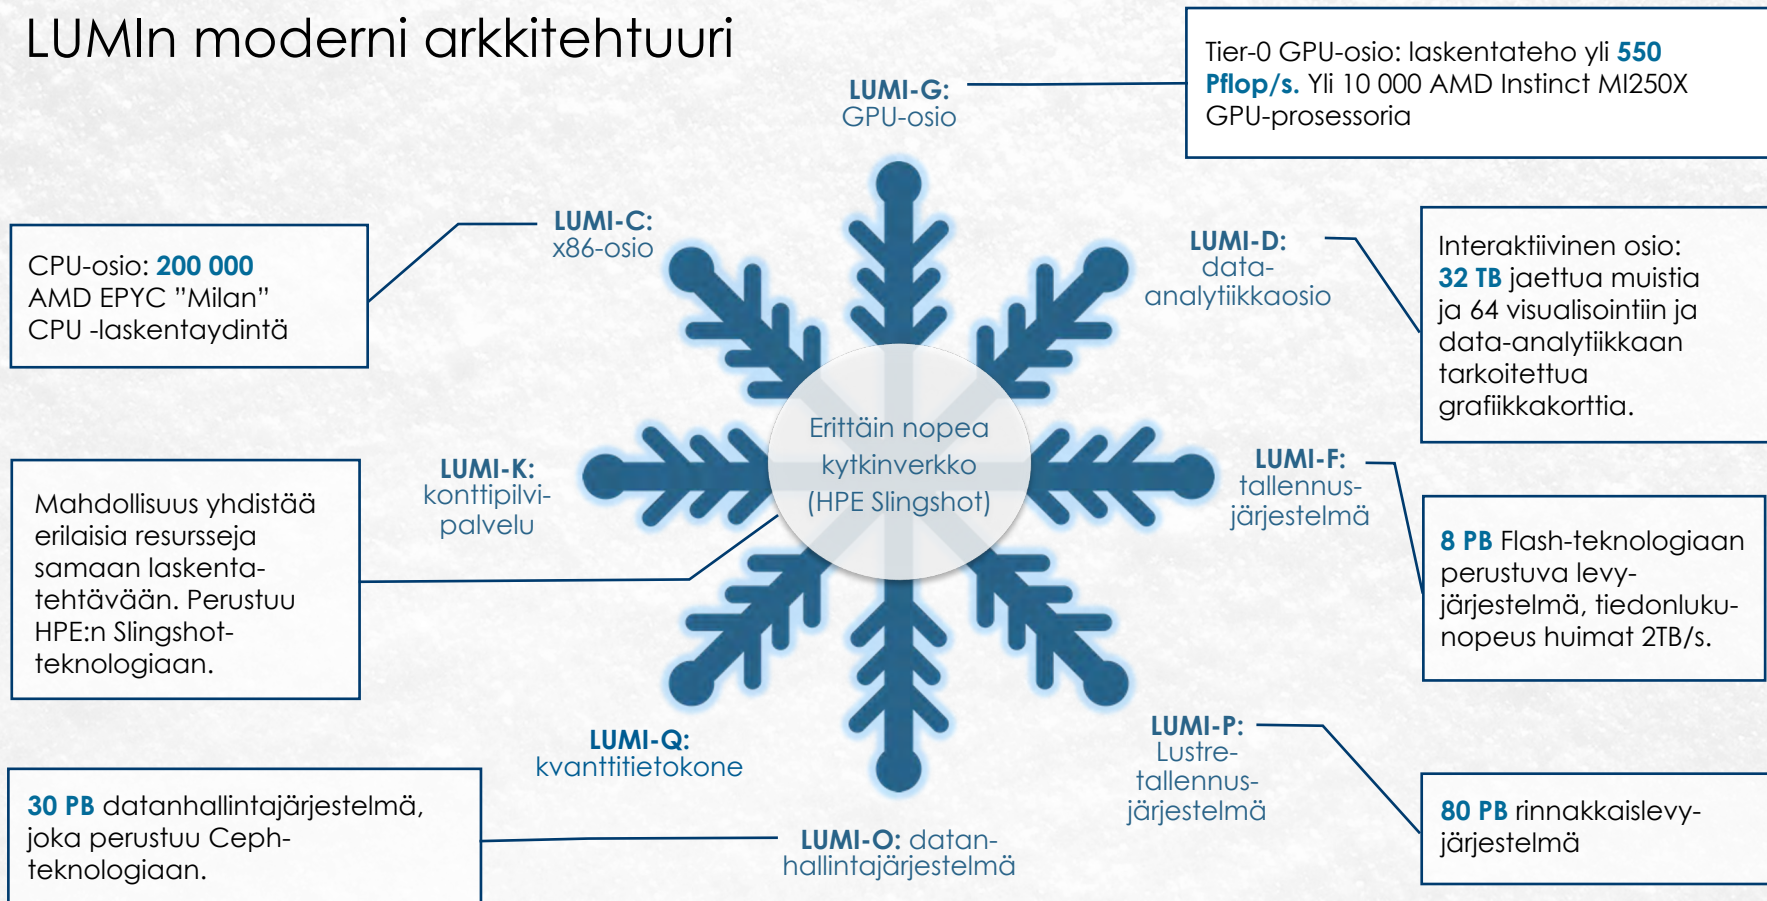 LUMIn moderni arkkitehtuuri
LUMI-G:
GPU-osio
Tier-0 GPU-osio: laskentateho yli 550
Pflop/s. Yli 10 000 AMD Instinct MI250X
GPU-prosessoria
LUMI-C:
x86-osio
CPU-osio: 200 000
AMD EPYC ”Milan”
CPU -laskentaydintä
LUMI-D:
data-
analytiikkaosio
Interaktiivinen osio:
32 TB jaettua muistia
ja 64 visualisointiin ja
data-analytiikkaan
tarkoitettua
grafiikkakorttia.
Erittäin nopea
kytkinverkko
(HPE Slingshot)
LUMI-K:
konttipilvi-
palvelu
Mahdollisuus yhdistää
erilaisia resursseja
samaan laskenta-
tehtävään. Perustuu
HPE:n Slingshot-
teknologiaan.
LUMI-F:
tallennus-
järjestelmä
8 PB Flash-teknologiaan
perustuva levy-
järjestelmä, tiedonluku-
nopeus huimat 2TB/s.
LUMI-Q:
kvanttitietokone
LUMI-P:
Lustre-
tallennus-
järjestelmä
80 PB rinnakkaislevy-
järjestelmä
30 PB datanhallintajärjestelmä,
joka perustuu Ceph-
teknologiaan.
LUMI-O: datan-
hallintajärjestelmä